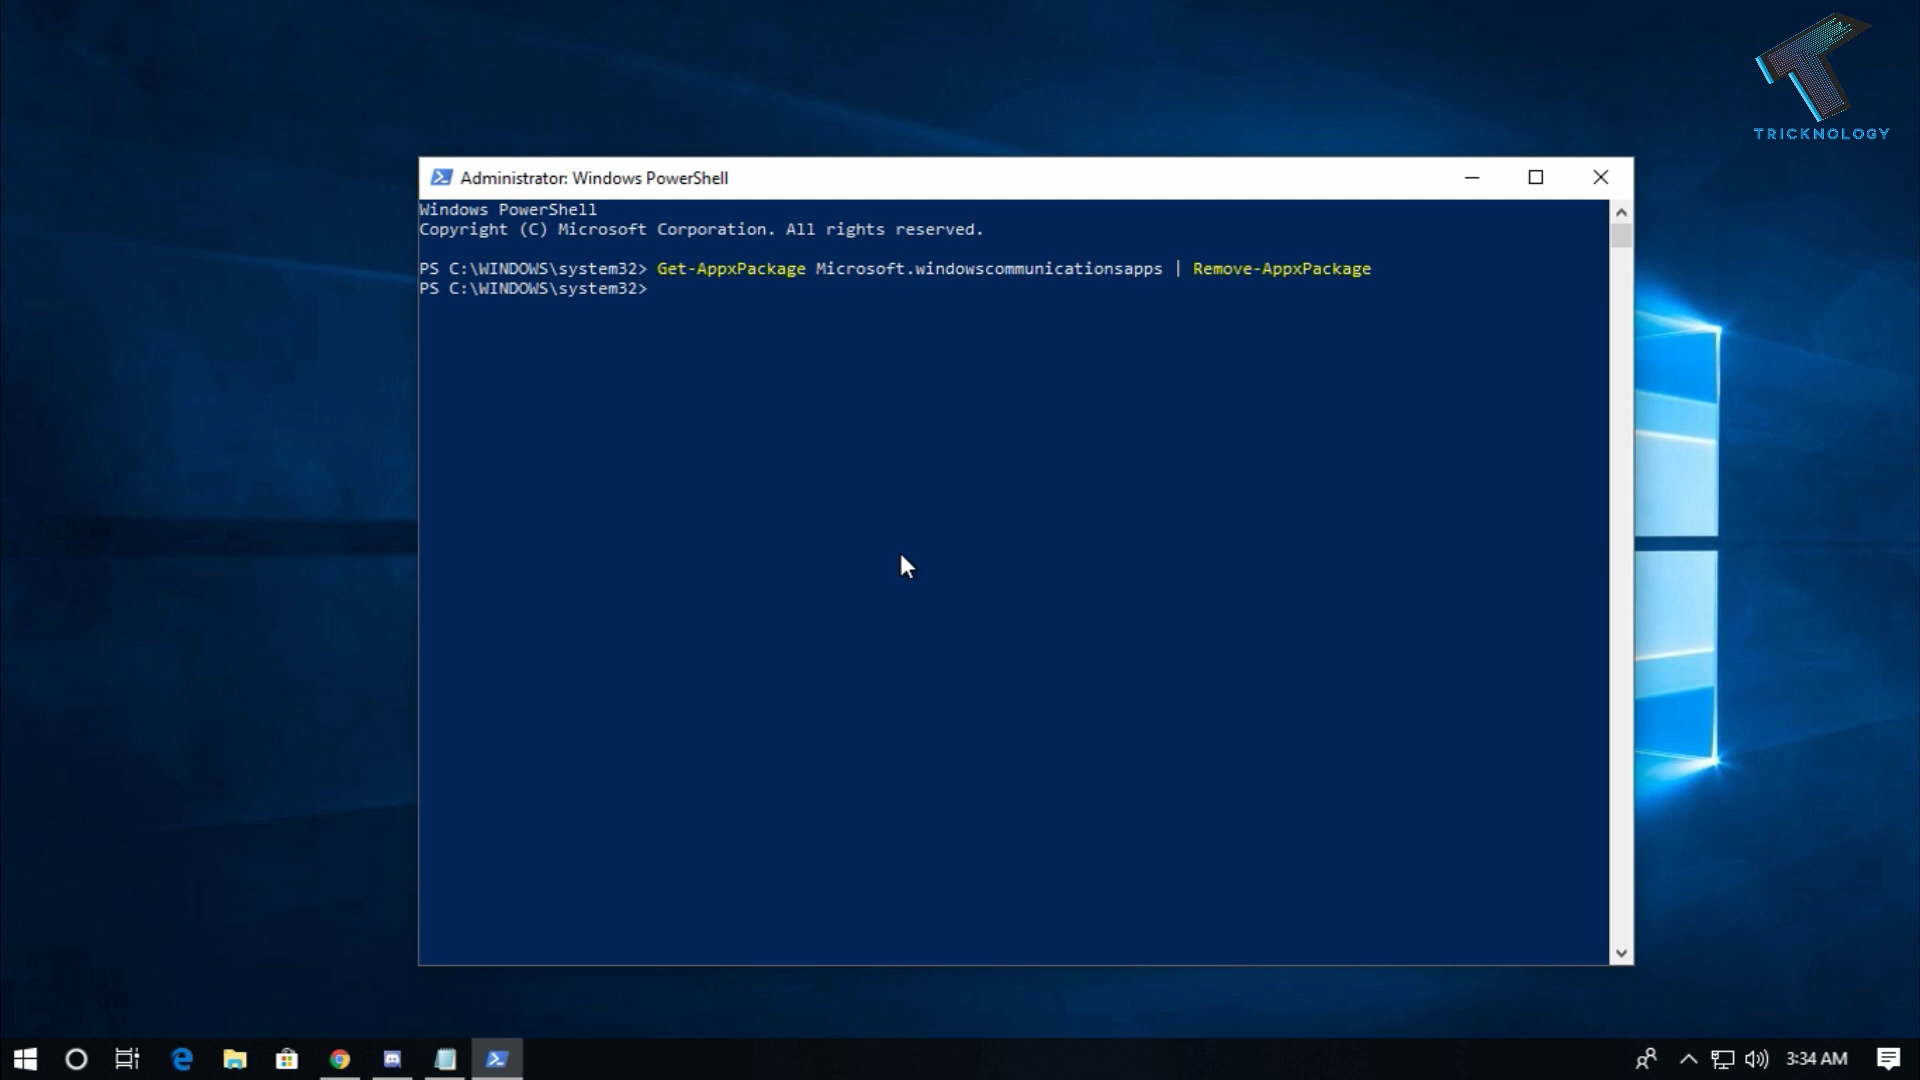 TRICKNOLOGY
Administrator: Windows PowerShell
Windows PowerShell
Copyright (C) Microsoft Corporation. All rights reserved.
PS C:\WINDOWS\system32> Get-AppxPackage Microsoft.windowscommunicationsapps | Remove-AppxPackage
PS C:\WINDOWS\system32>
3:34 AM